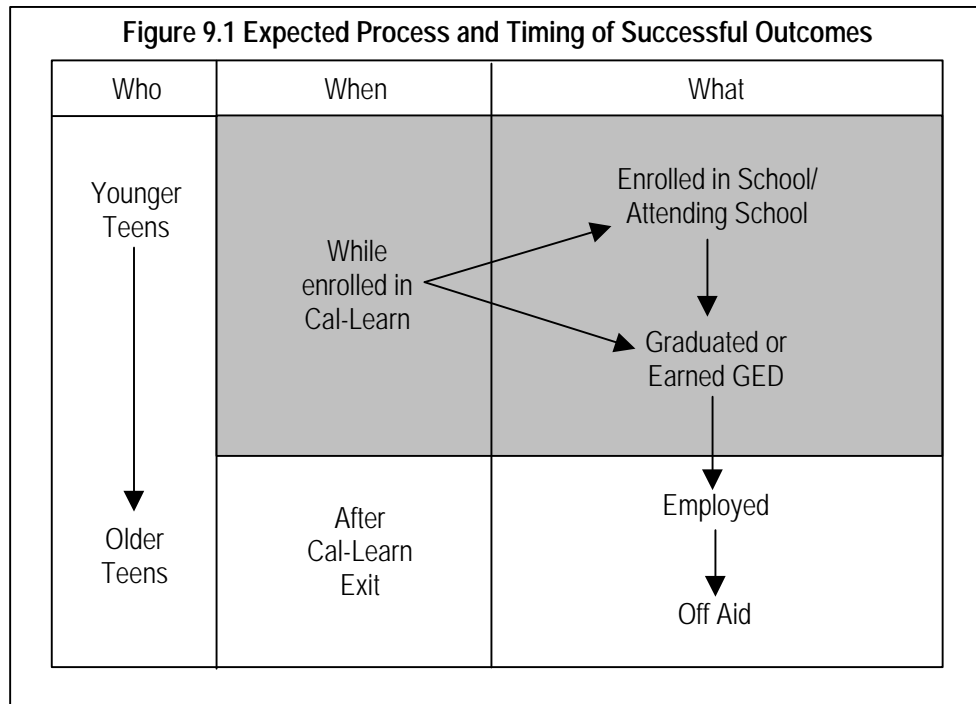 Figure 9.1 Expected Process and Timing of Successful Outcomes
Who
When
What
Younger
Teens
Older
Teens
While
enrolled in
Cal-Learn
After
Cal-Learn
Exit
Enrolled in School/
Attending School
Graduated or
Earned GED
Employed
Off Aid